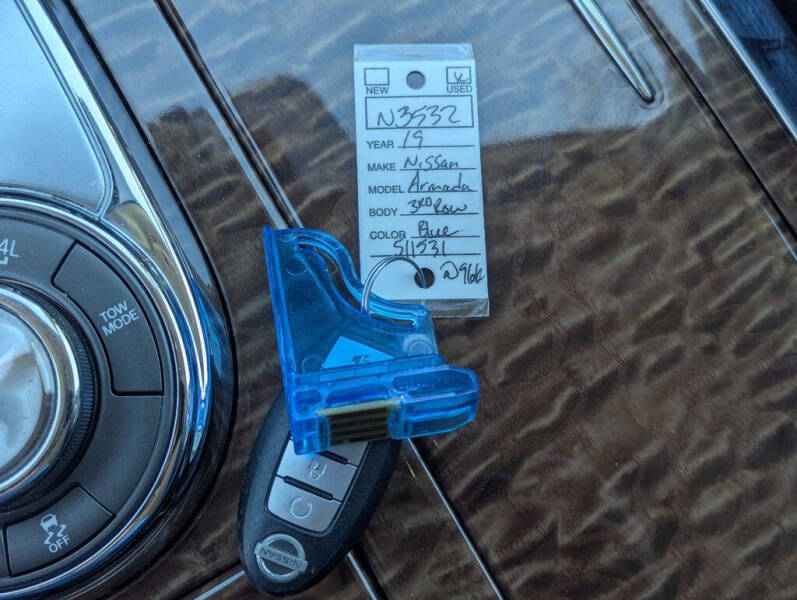 NEW USED
N3532
YEAR 19
MAKE Nissan
MODEL Armada
BODY 3RD Row
COLOR Blue
511531
4L
TOW
MODE
OFF
NISSAN